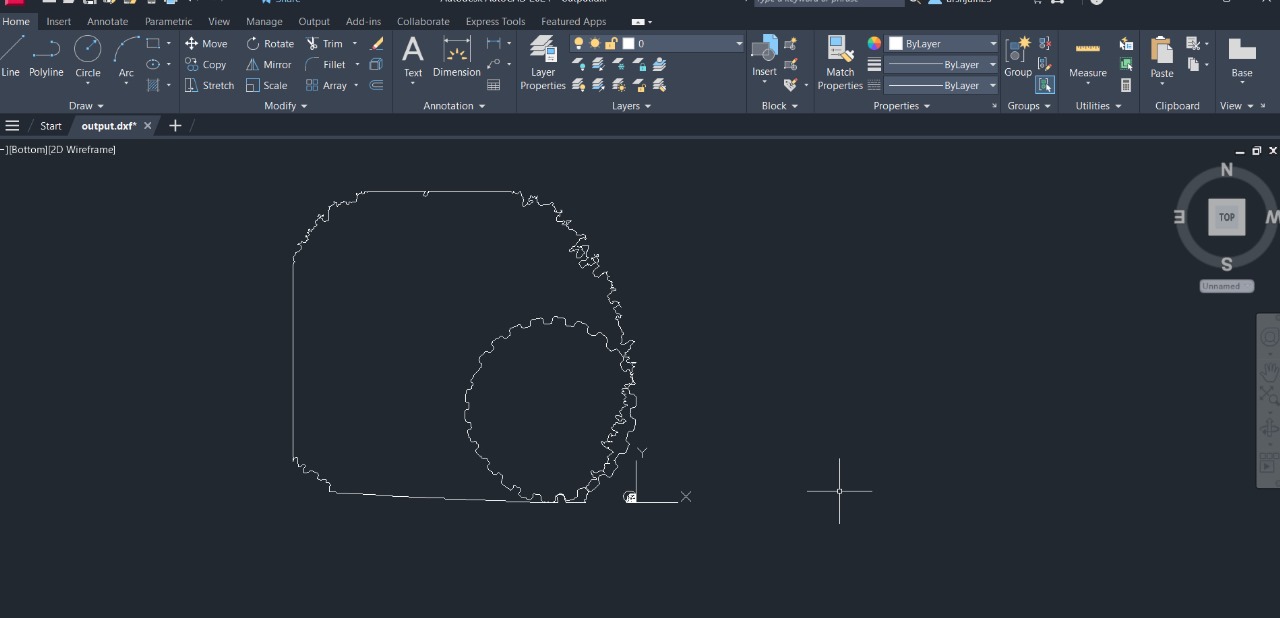 Share
Home Insert Annotate Parametric View Manage Output Add-ins Collaborate Express Tools Featured Apps
Move Rotate Trim 0 ByLayer
Line Polyline Circle Arc Copy Mirror Fillet Text Dimension Layer Properties Insert Match Properties ByLayer Group Measure Paste Base
Stretch Scale Array ByLayer
Draw Modify Annotation Layers Block Properties Groups Utilities Clipboard View
Start output.dxf* +
][Bottom][2D Wireframe]
N
E TOP W
S
Unnamed
Y
X